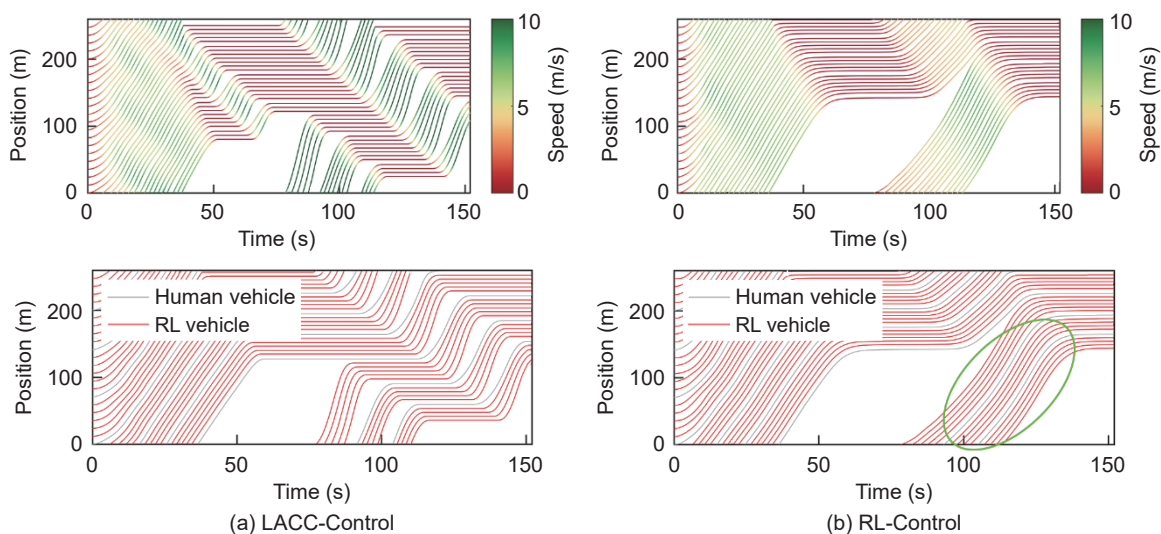 Position (m)
200
100
0
0
50
100
150
Time (s)
10
5
0
Speed (m/s)
Position (m)
200
100
0
0
50
100
150
Time (s)
10
5
0
Speed (m/s)
Position (m)
200
100
0
Human vehicle
RL vehicle
0
50
100
150
Time (s)
(a) LACC-Control
Position (m)
200
100
0
Human vehicle
RL vehicle
0
50
100
150
Time (s)
(b) RL-Control